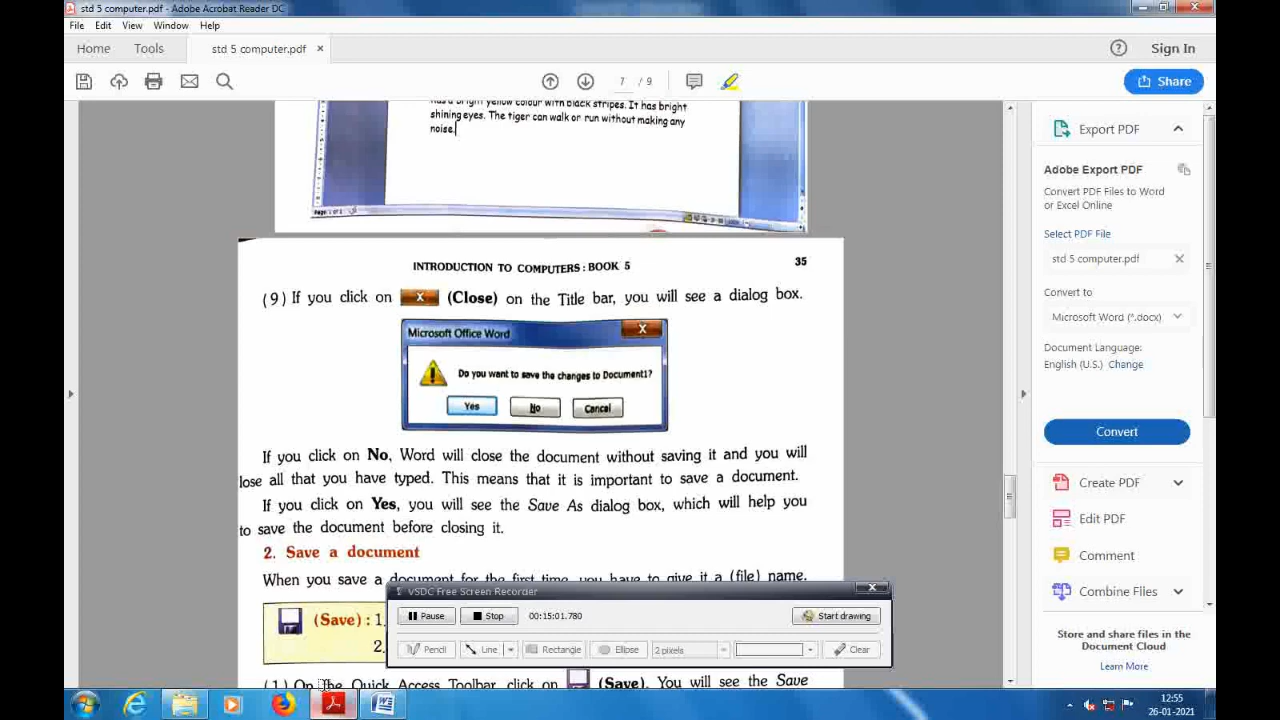 std 5 computer.pdf - Adobe Acrobat Reader DC
File Edit View Window Help
Home Tools std 5 computer.pdf × Sign In
7 / 9 Share
has a bright yellow colour with black stripes. It has bright
shining eyes. The tiger can walk or run without making any
noise.
INTRODUCTION TO COMPUTERS : BOOK 5 35
(9) If you click on X (Close) on the Title bar, you will see a dialog box.
Microsoft Office Word X
Do you want to save the changes to Document1?
Yes No Cancel
If you click on No, Word will close the document without saving it and you will
lose all that you have typed. This means that it is important to save a document.
If you click on Yes, you will see the Save As dialog box, which will help you
to save the document before closing it.
2. Save a document
When you save a document for the first time, you have to give it a (file) name.
(Save) : 1.
2.
(1) On the Quick Access Toolbar, click on (Save). You will see the Save
VSDC Free Screen Recorder
Pause Stop 00:15:01.780 Start drawing
Pencil Line Rectangle Ellipse 2 pixels Clear
Export PDF
Adobe Export PDF
Convert PDF Files to Word
or Excel Online
Select PDF File
std 5 computer.pdf
Convert to
Microsoft Word (*.docx)
Document Language:
English (U.S.) Change
Convert
Create PDF
Edit PDF
Comment
Combine Files
Store and share files in the
Document Cloud
Learn More
12:55
26-01-2021